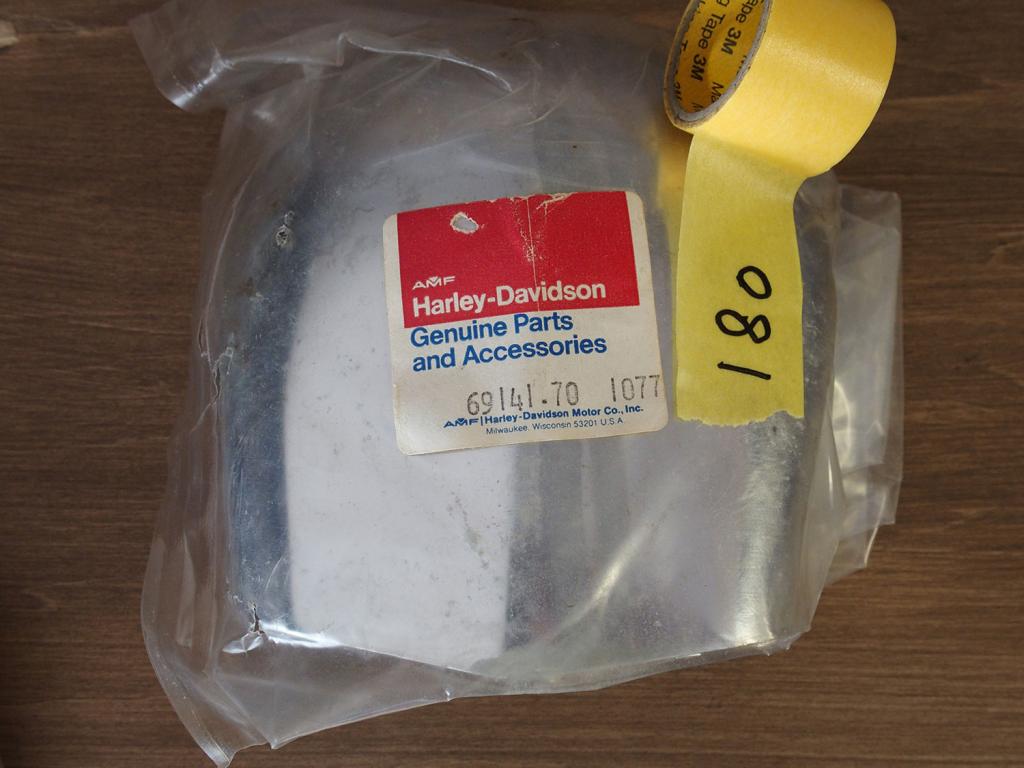 AMF
Harley-Davidson
Genuine Parts
and Accessories
69141.70 1077
AMF | Harley-Davidson Motor Co., Inc.
Milwaukee, Wisconsin 53201 U.S.A.
Tape 3M
Tape 3M
180